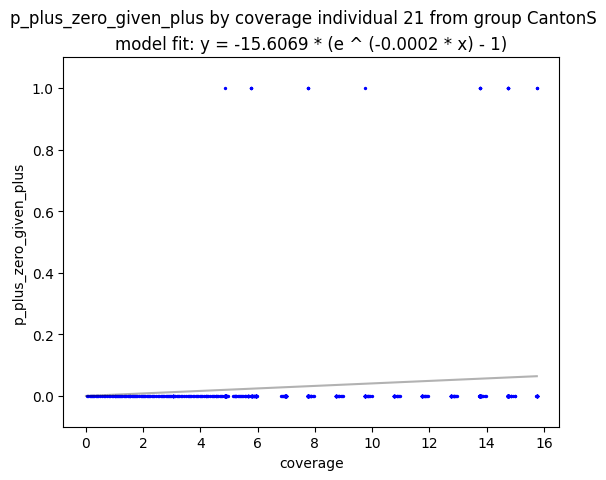 p_plus_zero_given_plus by coverage individual 21 from group CantonS
model fit: y = -15.6069 * (e ^ (-0.0002 * x) - 1)
1.0
0.8
0.6
0.4
0.2
0.0
p_plus_zero_given_plus
0 2 4 6 8 10 12 14 16
coverage